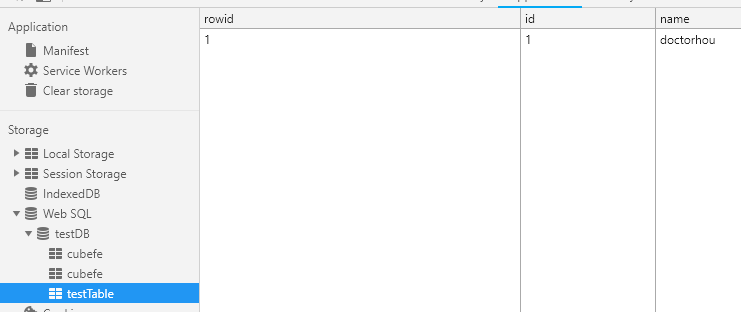 Application
Manifest
Service Workers
Clear storage
Storage
Local Storage
Session Storage
IndexedDB
Web SQL
testDB
cubefe
cubefe
testTable
rowid id name
1 1 doctorhou